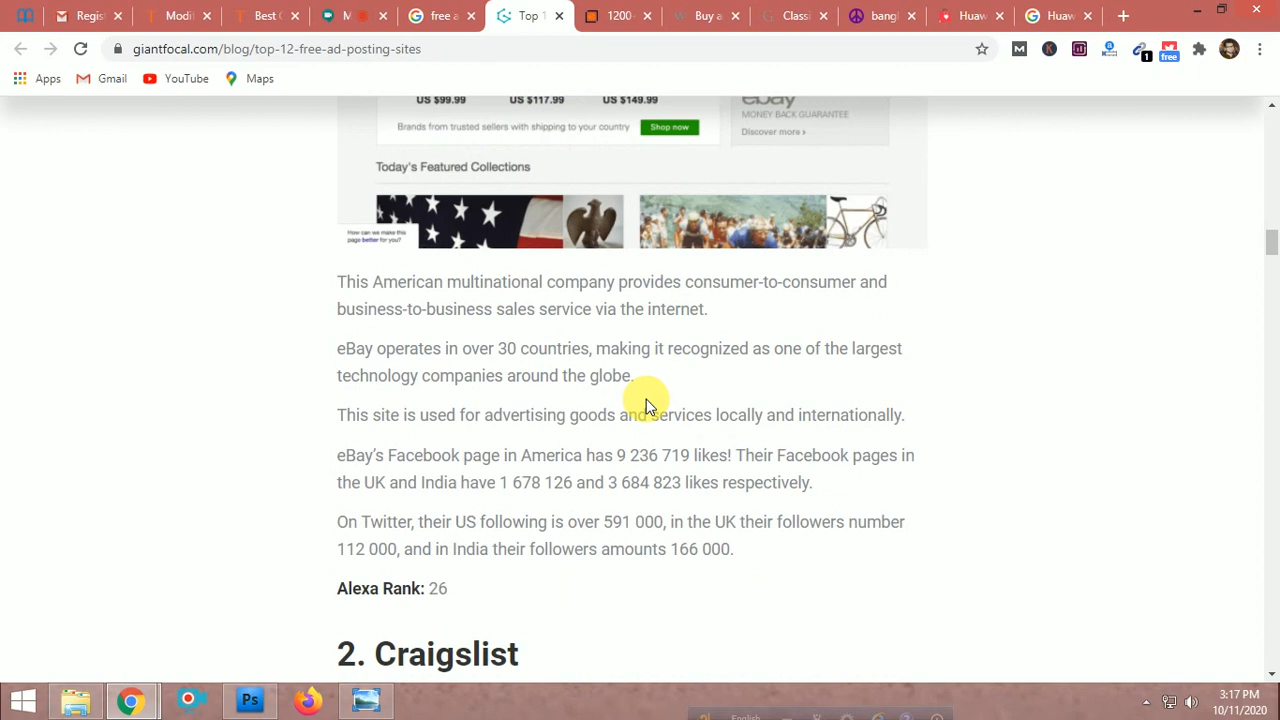 Regist
Modif
Best C
M
free a
Top 1
1200+
Buy a
Classi
bangl
Huaw
Huaw
giantfocal.com/blog/top-12-free-ad-posting-sites
1
free
Apps
Gmail
YouTube
Maps
US $99.99 US $117.99 US $149.99
ebay
MONEY BACK GUARANTEE
Brands from trusted sellers with shipping to your country Shop now
Discover more >
Today's Featured Collections
How can we make this
page better for you?
This American multinational company provides consumer-to-consumer and
business-to-business sales service via the internet.
eBay operates in over 30 countries, making it recognized as one of the largest
technology companies around the globe.
This site is used for advertising goods and services locally and internationally.
eBay’s Facebook page in America has 9 236 719 likes! Their Facebook pages in
the UK and India have 1 678 126 and 3 684 823 likes respectively.
On Twitter, their US following is over 591 000, in the UK their followers number
112 000, and in India their followers amounts 166 000.
Alexa Rank: 26
2. Craigslist
Ps
English
3:17 PM
10/11/2020